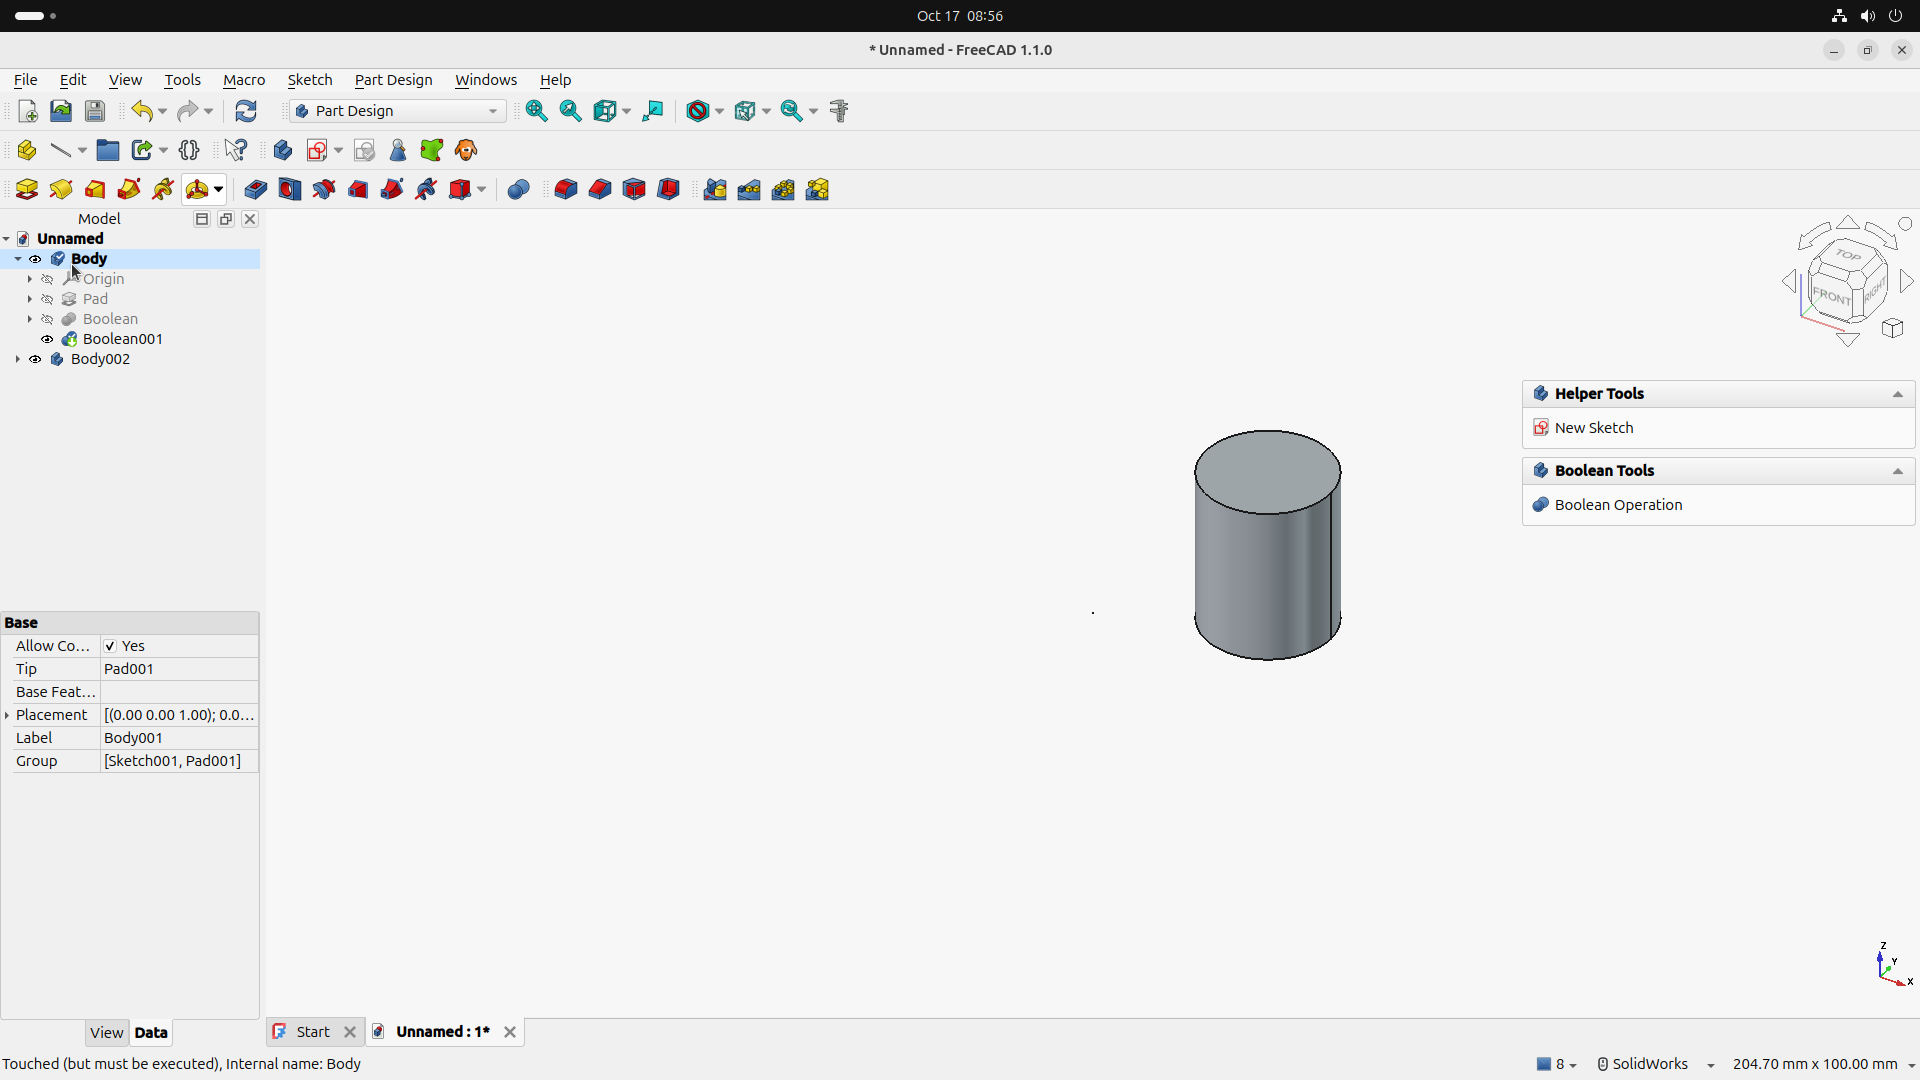 Oct 17 08:56
* Unnamed - FreeCAD 1.1.0
File Edit View Tools Macro Sketch Part Design Windows Help
Part Design
Model
Unnamed
Body
Origin
Pad
Boolean
Boolean001
Body002
TOP
FRONT
RIGHT
Helper Tools
New Sketch
Boolean Tools
Boolean Operation
Base
Allow Co... Yes
Tip Pad001
Base Feat...
Placement [(0.00 0.00 1.00); 0.0...
Label Body001
Group [Sketch001, Pad001]
Z
Y
X
View Data
Start Unnamed : 1*
Touched (but must be executed), Internal name: Body
8 SolidWorks 204.70 mm x 100.00 mm